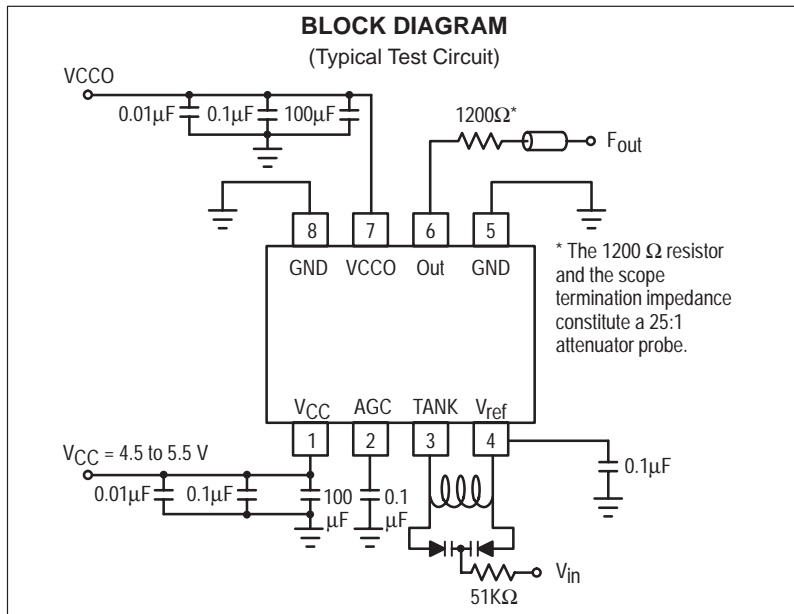 BLOCK DIAGRAM
(Typical Test Circuit)
VCCO
0.01µF
0.1µF
100µF
1200Ω*
Fout
8
7
6
5
GND
VCCO
Out
GND
* The 1200 Ω resistor
and the scope
termination impedance
constitute a 25:1
attenuator probe.
VCC
AGC
TANK
Vref
1
2
3
4
VCC = 4.5 to 5.5 V
0.01µF
0.1µF
100
µF
0.1
µF
0.1µF
Vin
51KΩ